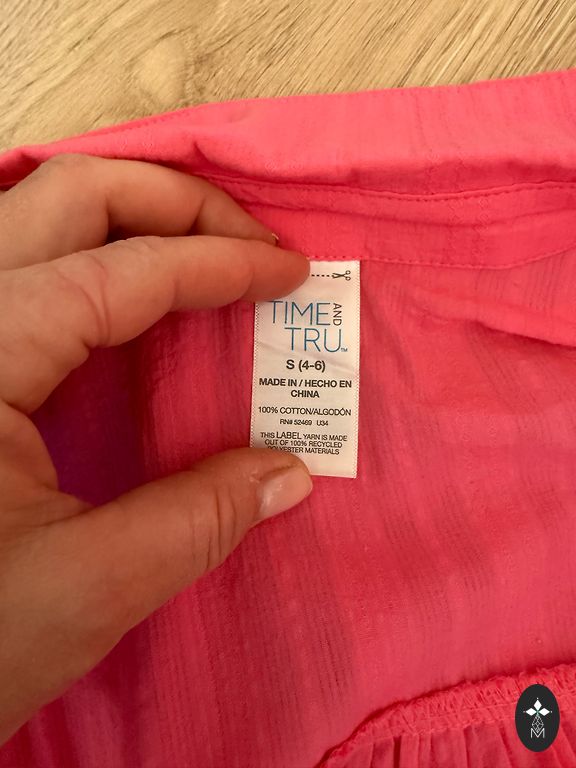 TIME AND
TRU™
S (4-6)
MADE IN / HECHO EN
CHINA
100% COTTON/ALGODÓN
RN# 52469 U34
THIS LABEL YARN IS MADE
OUT OF 100% RECYCLED
POLYESTER MATERIALS
M